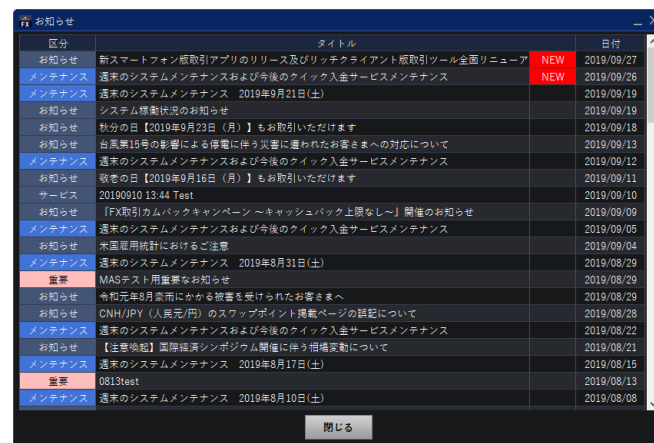 FX お知らせ
区分 タイトル 日付
お知らせ 新スマートフォン版取引アプリのリリース及びリッチクライアント版取引ツール全面リニューア NEW 2019/09/27
メンテナンス 週末のシステムメンテナンスおよび今後のクイック入金サービスメンテナンス NEW 2019/09/26
メンテナンス 週末のシステムメンテナンス 2019年9月21日(土) 2019/09/19
お知らせ システム稼働状況のお知らせ 2019/09/19
お知らせ 秋分の日【2019年9月23日（月）】もお取引いただけます 2019/09/18
お知らせ 台風第15号の影響による停電に伴う災害に遭われたお客さまへの対応について 2019/09/13
メンテナンス 週末のシステムメンテナンスおよび今後のクイック入金サービスメンテナンス 2019/09/12
お知らせ 敬老の日【2019年9月16日（月）】もお取引いただけます 2019/09/11
サービス 20190910 13:44 Test 2019/09/10
お知らせ 『FX取引カムバックキャンペーン ～キャッシュバック上限なし～』開催のお知らせ 2019/09/09
メンテナンス 週末のシステムメンテナンスおよび今後のクイック入金サービスメンテナンス 2019/09/05
お知らせ 米国雇用統計におけるご注意 2019/09/04
メンテナンス 週末のシステムメンテナンス 2019年8月31日(土) 2019/08/29
重要 MASテスト用重要なお知らせ 2019/08/29
お知らせ 令和元年8月豪雨にかかる被害を受けられたお客さまへ 2019/08/29
お知らせ CNH/JPY（人民元/円）のスワップポイント掲載ページの誤記について 2019/08/28
メンテナンス 週末のシステムメンテナンスおよび今後のクイック入金サービスメンテナンス 2019/08/22
お知らせ 【注意喚起】国際経済シンポジウム開催に伴う相場変動について 2019/08/21
メンテナンス 週末のシステムメンテナンス 2019年8月17日(土) 2019/08/15
重要 0813test 2019/08/13
メンテナンス 週末のシステムメンテナンス 2019年8月10日(土) 2019/08/08
閉じる